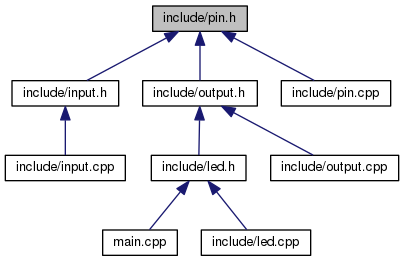 include/pin.h
include/input.h
include/output.h
include/pin.cpp
include/input.cpp
include/led.h
include/output.cpp
main.cpp
include/led.cpp